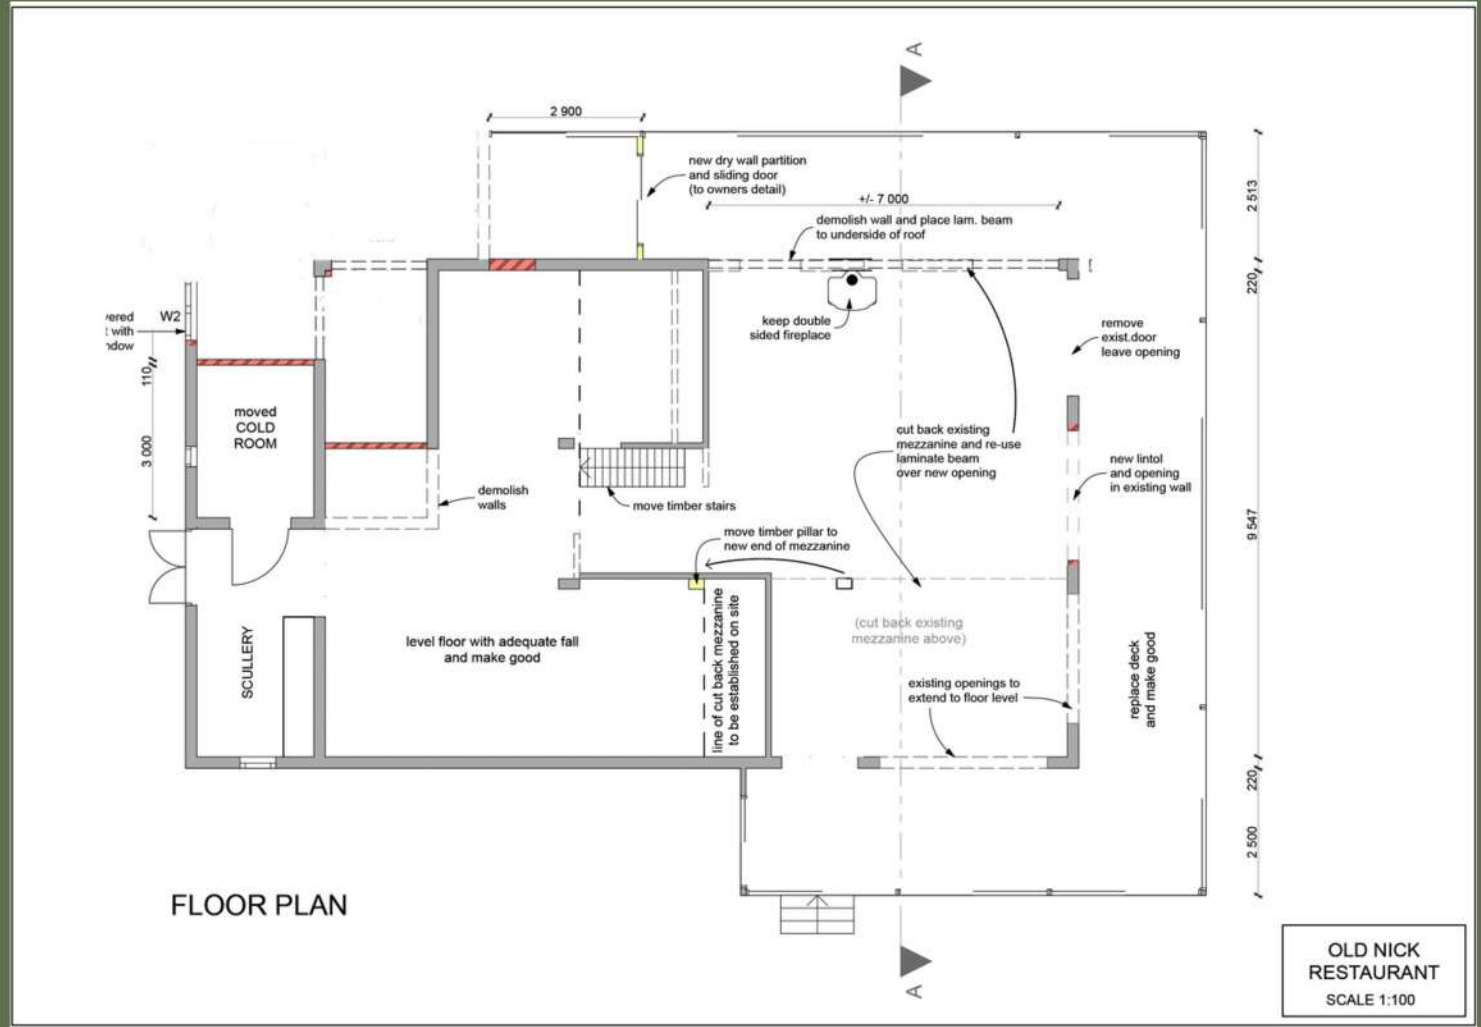 A
2 900
new dry wall partition
and sliding door
(to owners detail)
2 513
+/- 7 000
demolish wall and place lam. beam
to underside of roof
220
W2
with
keep double
sided fireplace
remove
exist.door
leave opening
110
moved
COLD
ROOM
3 000
cut back existing
mezzanine and re-use
laminate beam
over new opening
new lintol
and opening
in existing wall
demolish
walls
move timber stairs
9 547
move timber pillar to
new end of mezzanine
(cut back existing
mezzanine above)
SCULLERY
level floor with adequate fall
and make good
line of cut back mezzanine
to be established on site
existing openings to
extend to floor level
replace deck
and make good
220
2 500
FLOOR PLAN
A
OLD NICK
RESTAURANT
SCALE 1:100